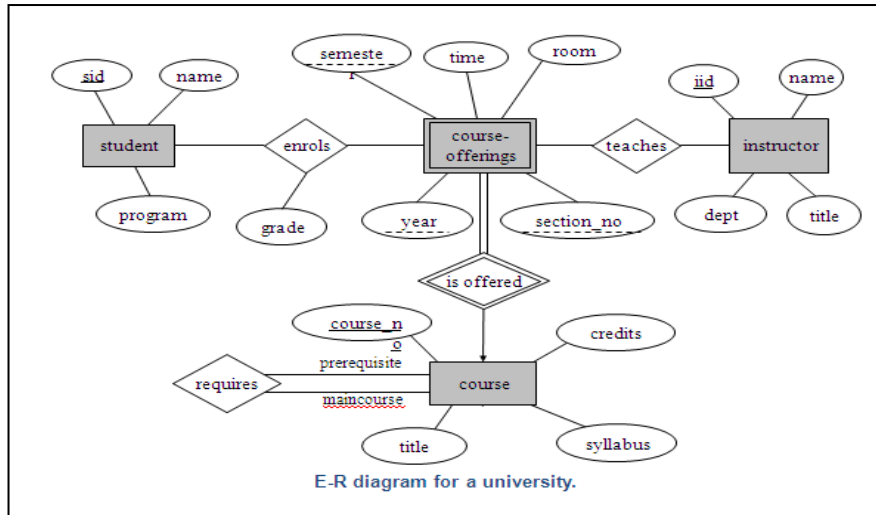 semeste
r
time
room
sid
name
iid
name
student
enrols
course-
offerings
teaches
instructor
program
grade
year
section_no
dept
title
is offered
course_n
o
credits
prerequisite
requires
course
maincourse
title
syllabus
E-R diagram for a university.